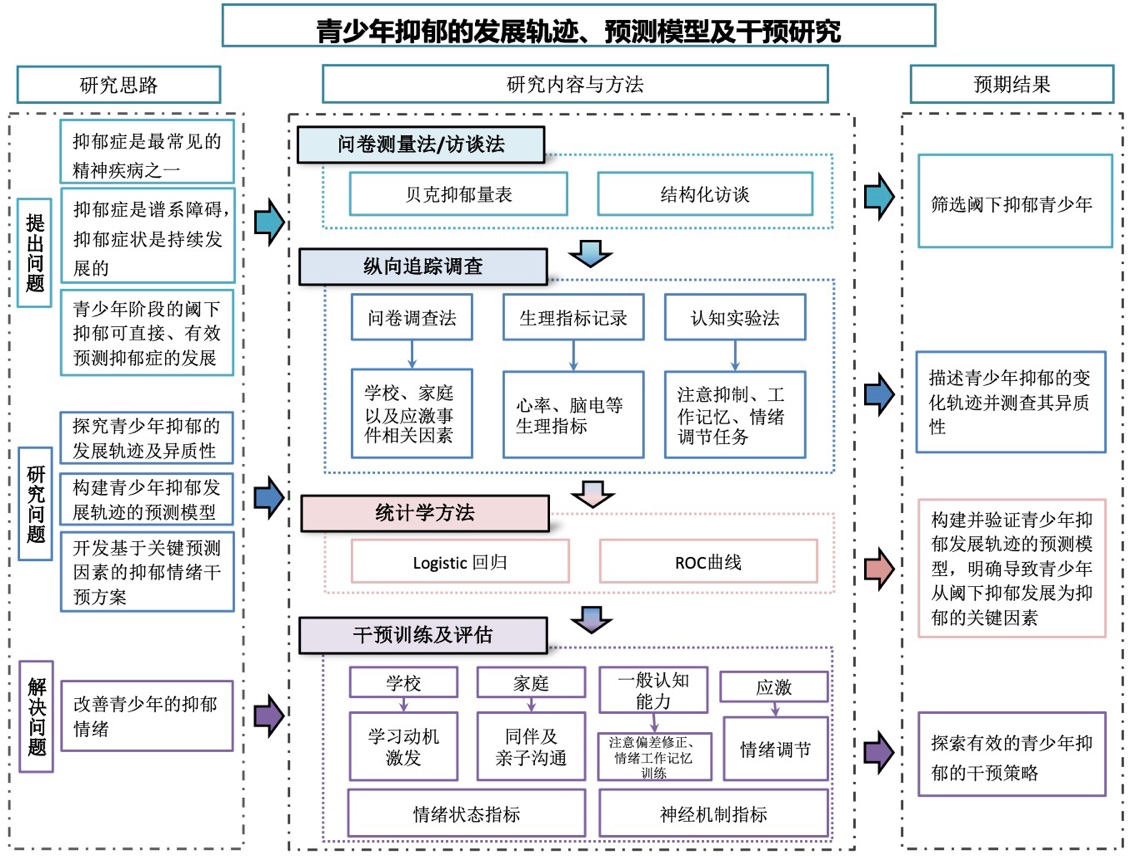 青少年抑郁的发展轨迹、预测模型及干预研究
研究思路
研究内容与方法
预期结果
提出问题
抑郁症是最常见的
精神疾病之一
抑郁症是谱系障碍，
抑郁症状是持续发
展的
青少年阶段的阈下
抑郁可直接、有效
预测抑郁症的发展
研究问题
探究青少年抑郁的
发展轨迹及异质性
构建青少年抑郁发
展轨迹的预测模型
开发基于关键预测
因素的抑郁情绪干
预方案
解决问题
改善青少年的抑郁
情绪
问卷测量法/访谈法
贝克抑郁量表
结构化访谈
纵向追踪调查
问卷调查法
生理指标记录
认知实验法
学校、家庭
以及应激事
件相关因素
心率、脑电等
生理指标
注意抑制、工
作记忆、情绪
调节任务
统计学方法
Logistic 回归
ROC曲线
干预训练及评估
学校
家庭
一般认知
能力
应激
学习动机
激发
同伴及
亲子沟通
注意偏差修正、
情绪工作记忆
训练
情绪调节
情绪状态指标
神经机制指标
筛选阈下抑郁青少年
描述青少年抑郁的变
化轨迹并测查其异质
性
构建并验证青少年抑
郁发展轨迹的预测模
型，明确导致青少年
从阈下抑郁发展为抑
郁的关键因素
探索有效的青少年抑
郁的干预策略